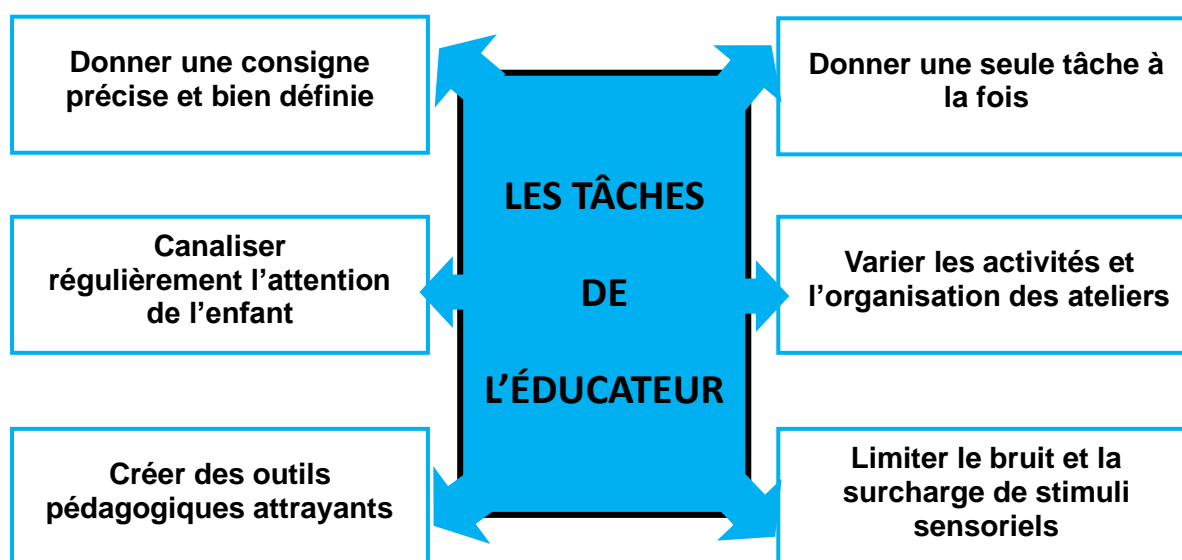 Donner une consigne
précise et bien définie
Donner une seule tâche à
la fois
LES TÂCHES
DE
L’ÉDUCATEUR
Canaliser
régulièrement l’attention
de l’enfant
Varier les activités et
l’organisation des ateliers
Créer des outils
pédagogiques attrayants
Limiter le bruit et la
surcharge de stimuli
sensoriels